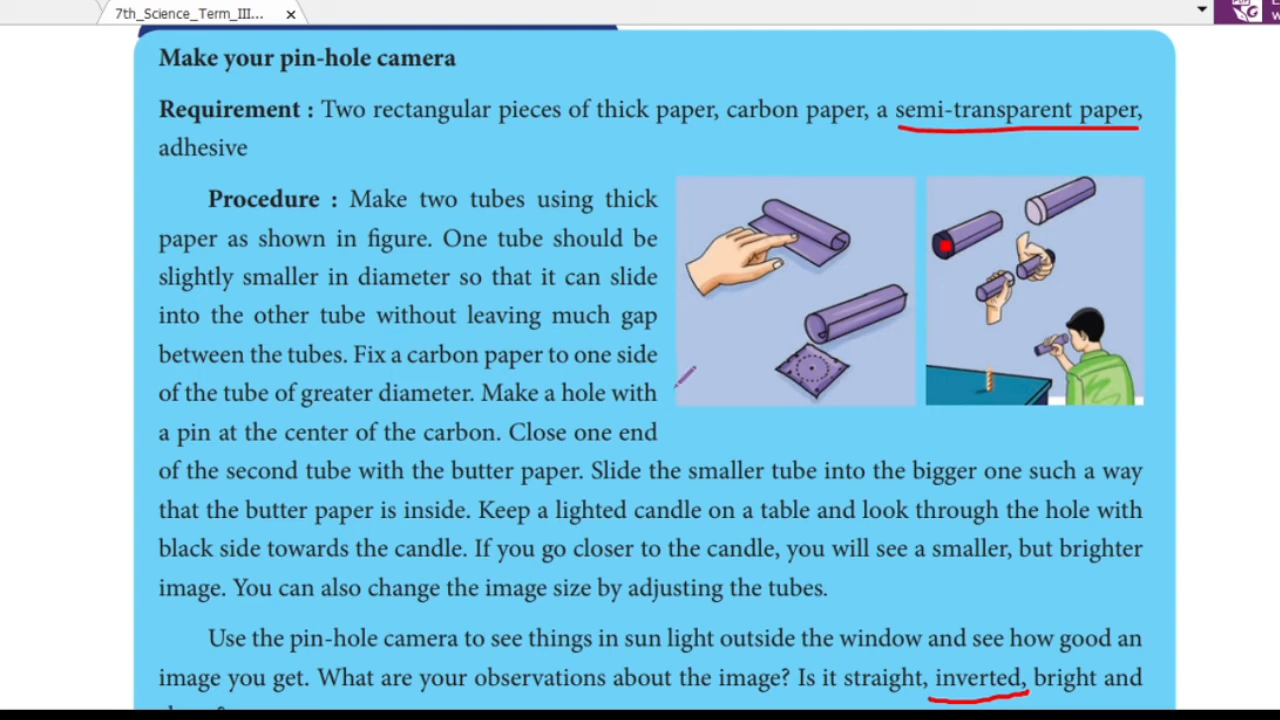 7th_Science_Term_III...
Make your pin-hole camera
Requirement : Two rectangular pieces of thick paper, carbon paper, a semi-transparent paper,
adhesive
Procedure : Make two tubes using thick
paper as shown in figure. One tube should be
slightly smaller in diameter so that it can slide
into the other tube without leaving much gap
between the tubes. Fix a carbon paper to one side
of the tube of greater diameter. Make a hole with
a pin at the center of the carbon. Close one end
of the second tube with the butter paper. Slide the smaller tube into the bigger one such a way
that the butter paper is inside. Keep a lighted candle on a table and look through the hole with
black side towards the candle. If you go closer to the candle, you will see a smaller, but brighter
image. You can also change the image size by adjusting the tubes.
Use the pin-hole camera to see things in sun light outside the window and see how good an
image you get. What are your observations about the image? Is it straight, inverted, bright and